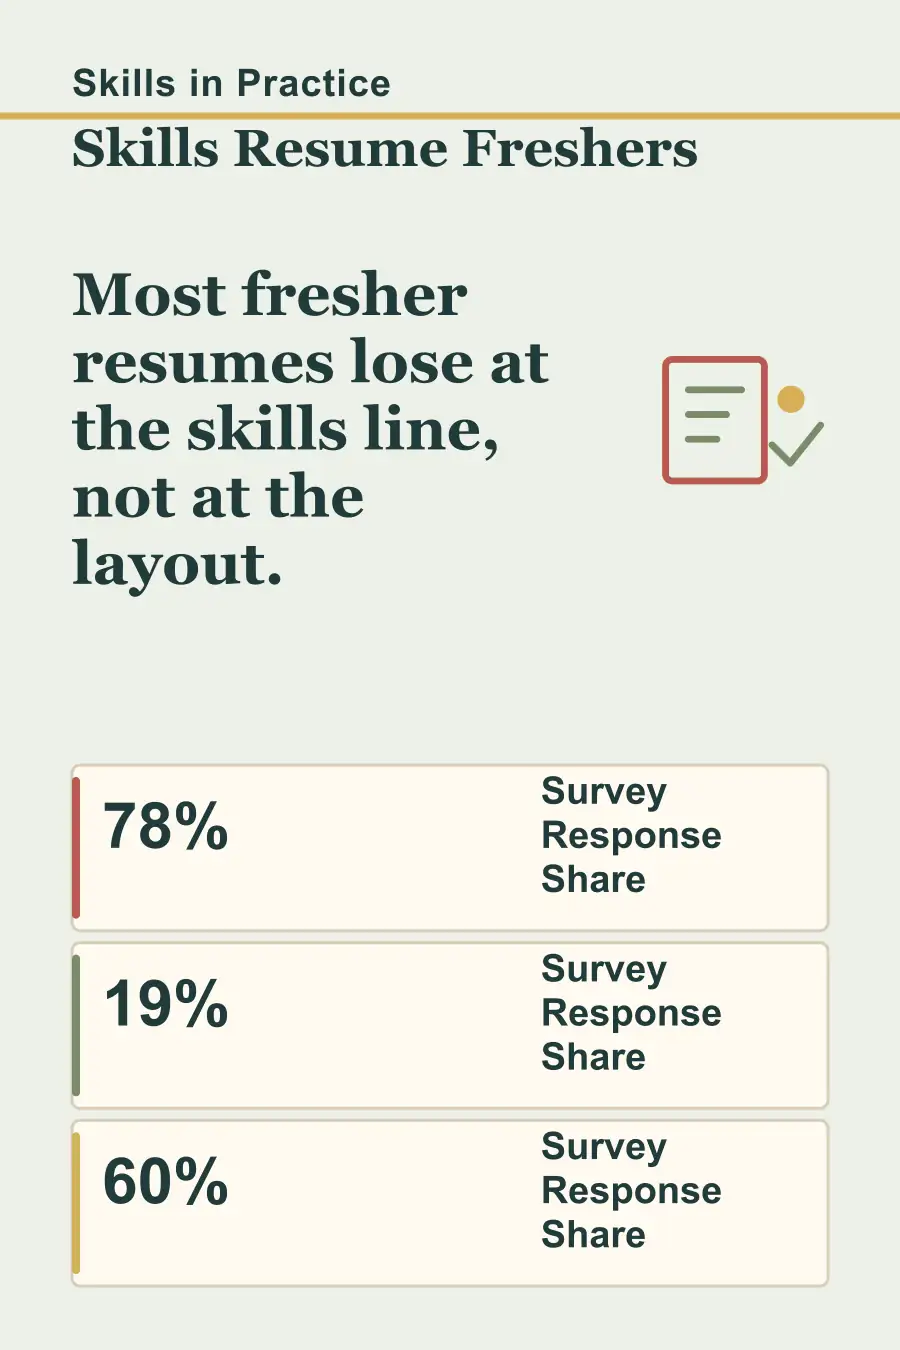 Skills in Practice
Skills Resume Freshers
Most fresher
resumes lose at
the skills line,
not at the
layout.
78%
Survey
Response
Share
19%
Survey
Response
Share
60%
Survey
Response
Share